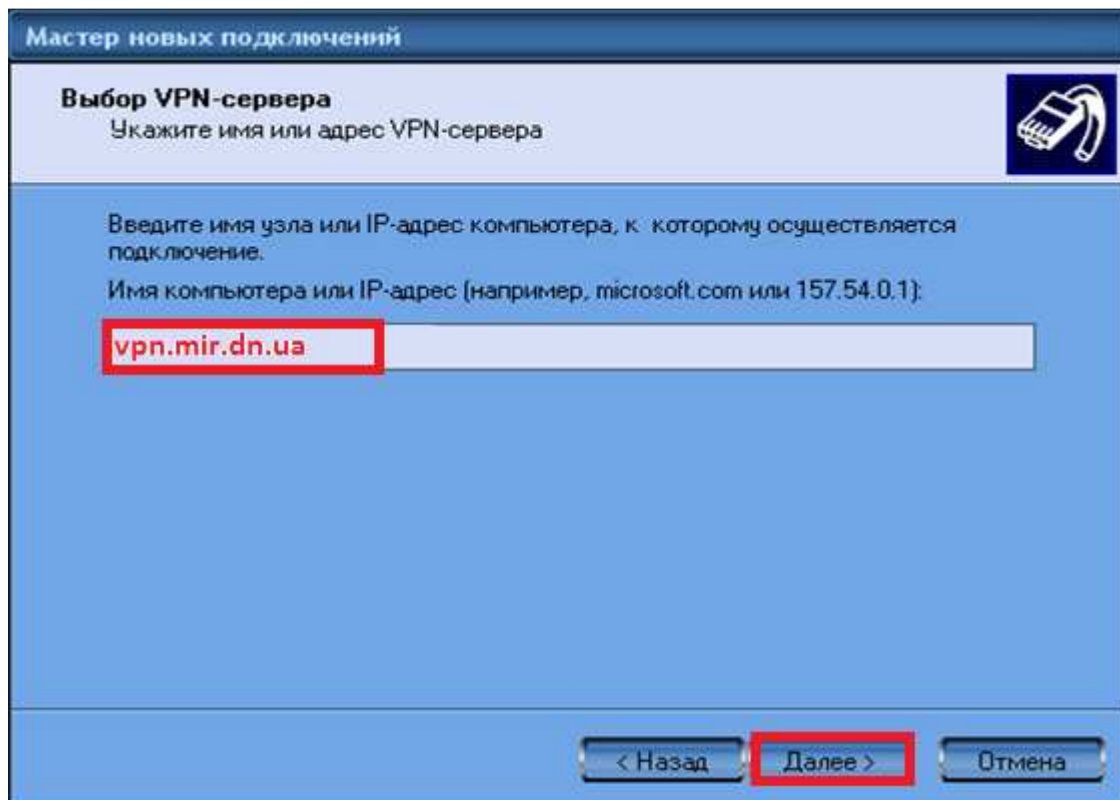 Мастер новых подключений
Выбор VPN-сервера
Укажите имя или адрес VPN-сервера
Введите имя узла или IP-адрес компьютера, к которому осуществляется
подключение.
Имя компьютера или IP-адрес (например, microsoft.com или 157.54.0.1):
vpn.mir.dn.ua
< Назад Далее > Отмена